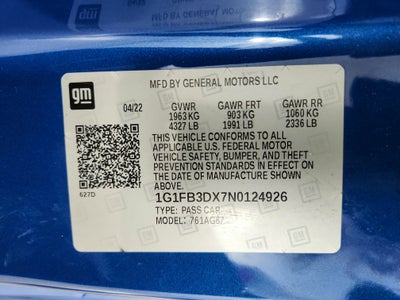 gm
MFD BY GENERAL MOTORS LLC
04/22 GVWR GAWR FRT GAWR RR
1963 KG 903 KG 1060 KG
4327 LB 1991 LB 2336 LB
THIS VEHICLE CONFORMS TO ALL
APPLICABLE U.S. FEDERAL MOTOR
VEHICLE SAFETY, BUMPER, AND THEFT
PREVENTION STANDARDS IN EFFECT ON
THE DATE OF MANUFACTURE SHOWN ABOVE.
627D
1G1FB3DX7N0124926
TYPE: PASS CAR
MODEL: